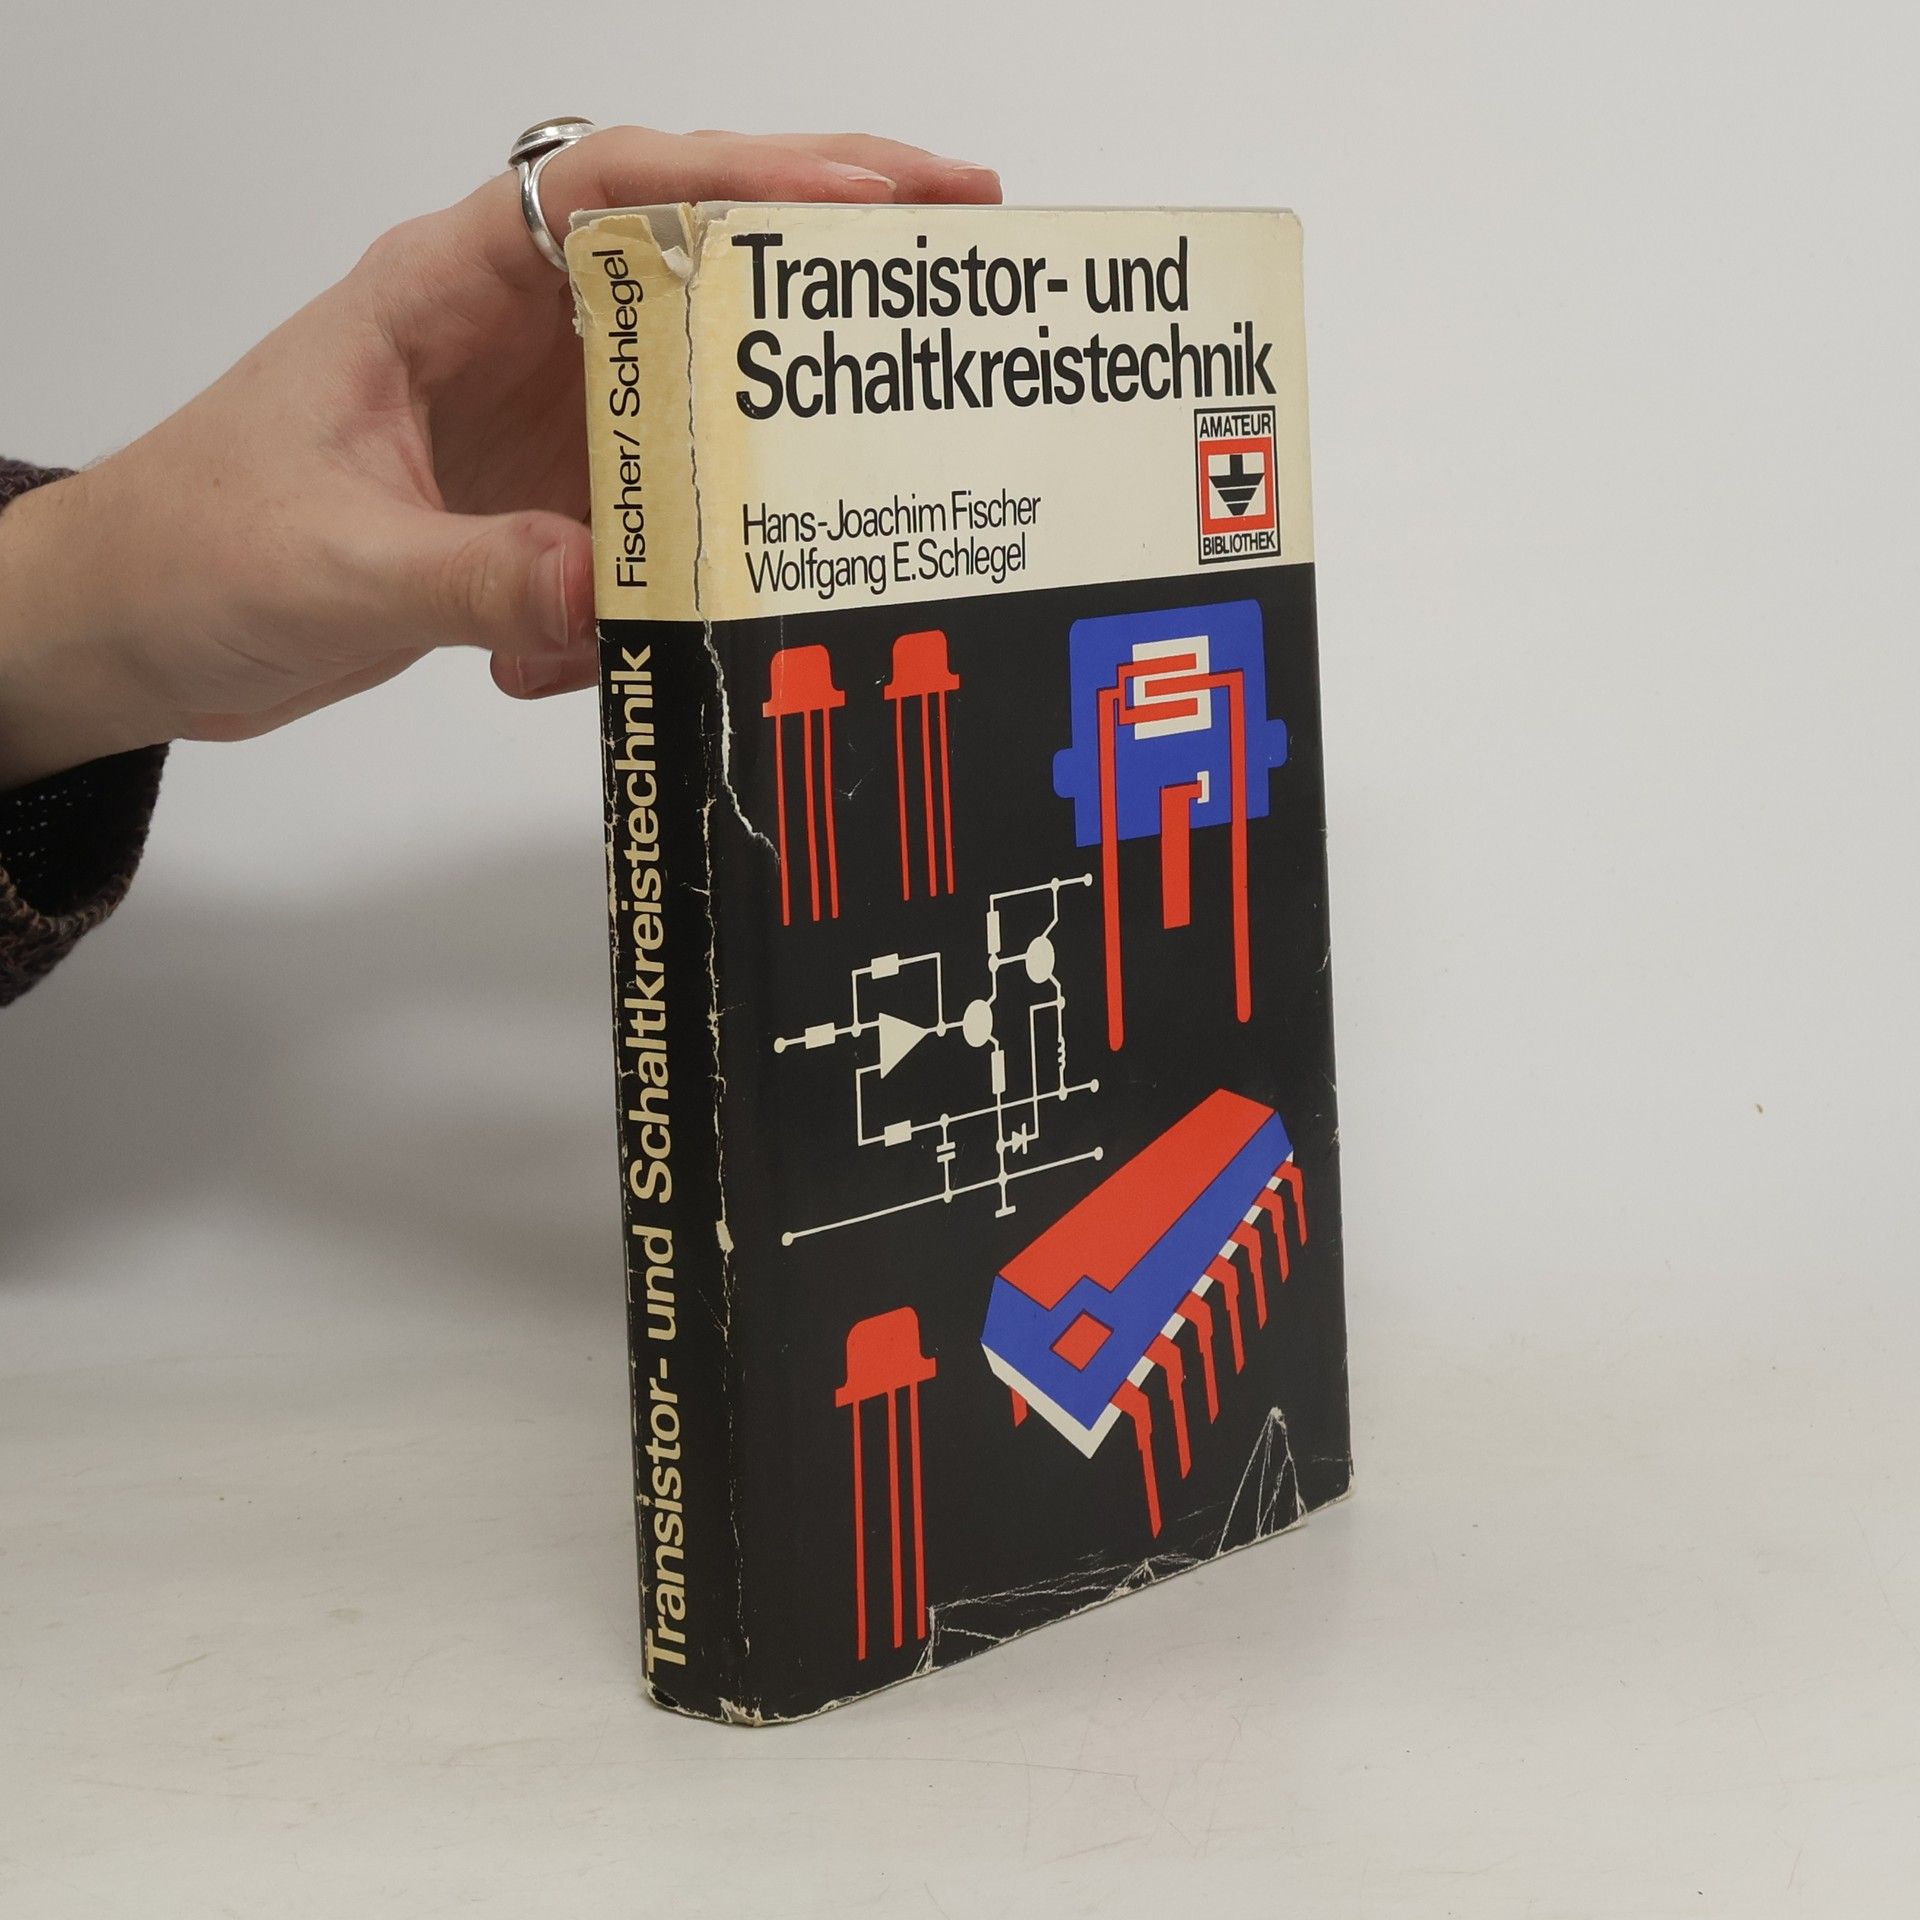 Transistor- und
Schaltkreistechnik
AMATEUR
BIBLIOTHEK
Hans-Joachim Fischer
Wolfgang E. Schlegel
Fischer/ Schlegel
Transistor- und Schaltkreistechnik